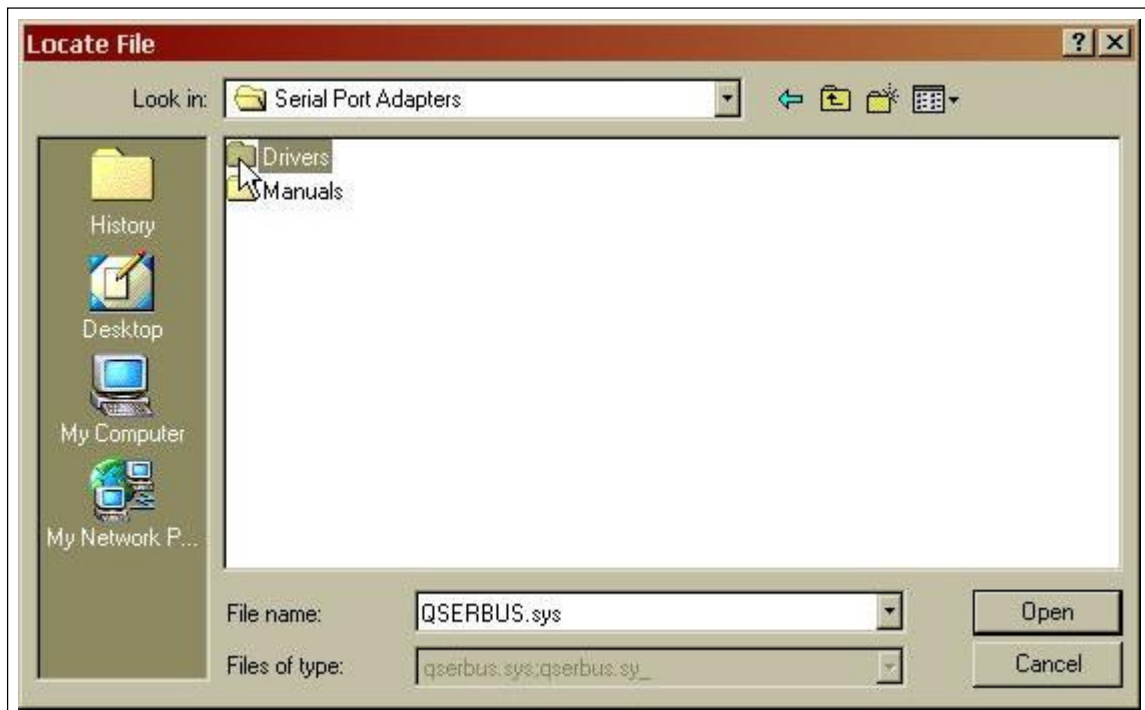 Locate File
Look in:
Serial Port Adapters
Drivers
Manuals
History
Desktop
My Computer
My Network P...
File name:
QSERBUS.sys
Open
Files of type:
qserbus.sys;qserbus.sy_
Cancel